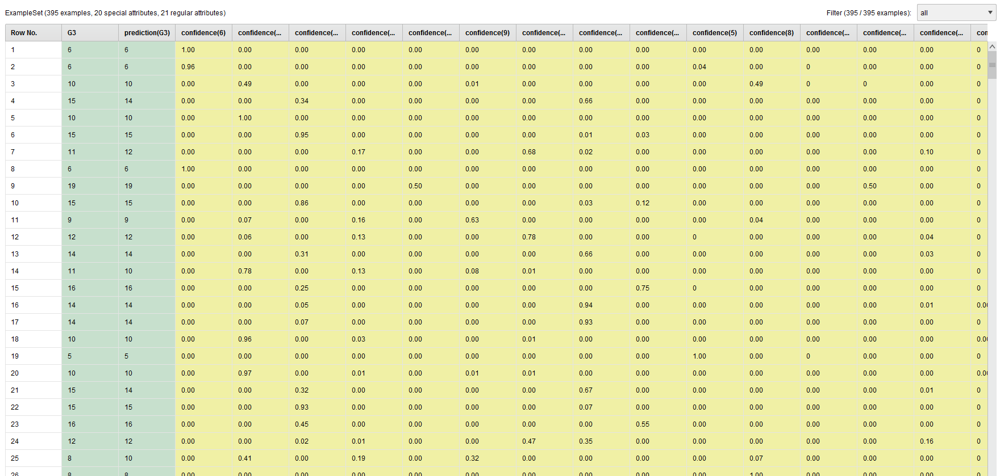 ExampleSet (395 examples, 20 special attributes, 21 regular attributes) Filter (395 / 395 examples): all
Row No. G3 prediction(G3) confidence(6) confidence(... confidence(... confidence(... confidence(... confidence(9) confidence(... confidence(... confidence(... confidence(5) confidence(8) confidence(... confidence(... confidence(... con
1 6 6 1.00 0.00 0.00 0.00 0.00 0.00 0.00 0.00 0.00 0.00 0.00 0.00 0.00 0.00 0
2 6 6 0.96 0.00 0.00 0.00 0.00 0.00 0.00 0.00 0.00 0.04 0.00 0 0.00 0.00 0
3 10 10 0.00 0.49 0.00 0.00 0.00 0.01 0.00 0.00 0.00 0.00 0.49 0 0 0.00 0
4 15 14 0.00 0.00 0.34 0.00 0.00 0.00 0.00 0.66 0.00 0.00 0.00 0.00 0.00 0.00 0
5 10 10 0.00 1.00 0.00 0.00 0.00 0.00 0.00 0.00 0.00 0.00 0.00 0.00 0.00 0.00 0
6 15 15 0.00 0.00 0.95 0.00 0.00 0.00 0.00 0.01 0.03 0.00 0.00 0.00 0.00 0.00 0
7 11 12 0.00 0.00 0.00 0.17 0.00 0.00 0.68 0.02 0.00 0.00 0.00 0.00 0.00 0.10 0
8 6 6 1.00 0.00 0.00 0.00 0.00 0.00 0.00 0.00 0.00 0.00 0.00 0.00 0.00 0.00 0
9 19 19 0.00 0.00 0.00 0.00 0.50 0.00 0.00 0.00 0.00 0.00 0.00 0.00 0.50 0.00 0
10 15 15 0.00 0.00 0.86 0.00 0.00 0.00 0.00 0.03 0.12 0.00 0.00 0.00 0.00 0.00 0
11 9 9 0.00 0.07 0.00 0.16 0.00 0.63 0.00 0.00 0.00 0.00 0.04 0.00 0.00 0.00 0
12 12 12 0.00 0.06 0.00 0.13 0.00 0.00 0.78 0.00 0.00 0 0.00 0.00 0.00 0.04 0
13 14 14 0.00 0.00 0.31 0.00 0.00 0.00 0.00 0.66 0.00 0.00 0.00 0.00 0.00 0.03 0
14 11 10 0.00 0.78 0.00 0.13 0.00 0.08 0.01 0.00 0.00 0.00 0.00 0.00 0.00 0.00 0
15 16 16 0.00 0.00 0.25 0.00 0.00 0.00 0.00 0.00 0.75 0 0.00 0.00 0.00 0.00 0
16 14 14 0.00 0.00 0.05 0.00 0.00 0.00 0.00 0.94 0.00 0.00 0.00 0.00 0.00 0.01 0.00
17 14 14 0.00 0.00 0.07 0.00 0.00 0.00 0.00 0.93 0.00 0.00 0.00 0.00 0.00 0.00 0
18 10 10 0.00 0.96 0.00 0.03 0.00 0.00 0.01 0.00 0.00 0.00 0.00 0.00 0.00 0.00 0.00
19 5 5 0.00 0.00 0.00 0.00 0.00 0.00 0.00 0.00 0.00 1.00 0.00 0 0.00 0.00 0
20 10 10 0.00 0.97 0.00 0.01 0.00 0.01 0.01 0.00 0.00 0.00 0.00 0.00 0.00 0.00 0.00
21 15 14 0.00 0.00 0.32 0.00 0.00 0.00 0.00 0.67 0.00 0.00 0.00 0.00 0.00 0.01 0
22 15 15 0.00 0.00 0.93 0.00 0.00 0.00 0.00 0.07 0.00 0.00 0.00 0.00 0.00 0.00 0
23 16 16 0.00 0.00 0.45 0.00 0.00 0.00 0.00 0.00 0.55 0.00 0.00 0.00 0.00 0.00 0
24 12 12 0.00 0.00 0.02 0.01 0.00 0.00 0.47 0.35 0.00 0.00 0.00 0.00 0.00 0.16 0
25 8 10 0.00 0.41 0.00 0.19 0.00 0.32 0.00 0.00 0.00 0.00 0.07 0.00 0.00 0.00 0
26 8 8 0.00 0.00 0.00 0.00 0.00 0.00 0.00 0.00 0.00 0.00 1.00 0.00 0.00 0.00 0